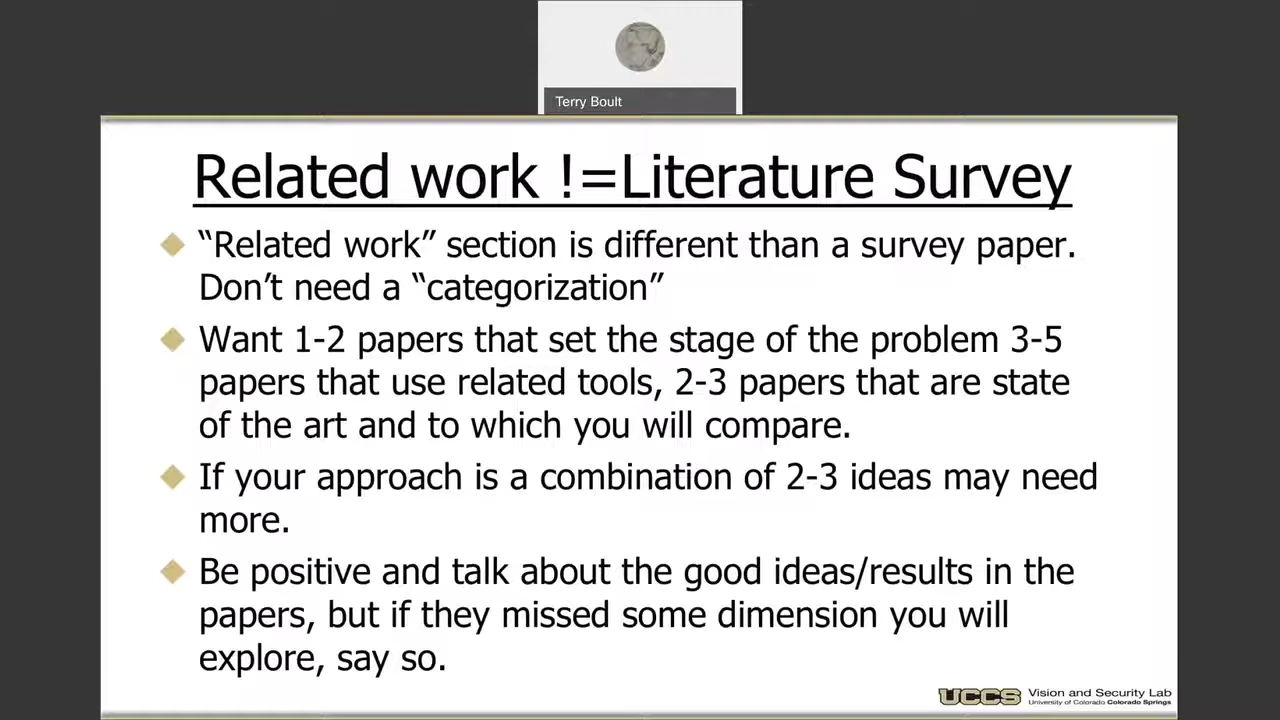 Terry Boult
Related work !=Literature Survey
“Related work” section is different than a survey paper.
Don’t need a “categorization”
Want 1-2 papers that set the stage of the problem 3-5
papers that use related tools, 2-3 papers that are state
of the art and to which you will compare.
If your approach is a combination of 2-3 ideas may need
more.
Be positive and talk about the good ideas/results in the
papers, but if they missed some dimension you will
explore, say so.
UCCS
Vision and Security Lab
University of Colorado Colorado Springs